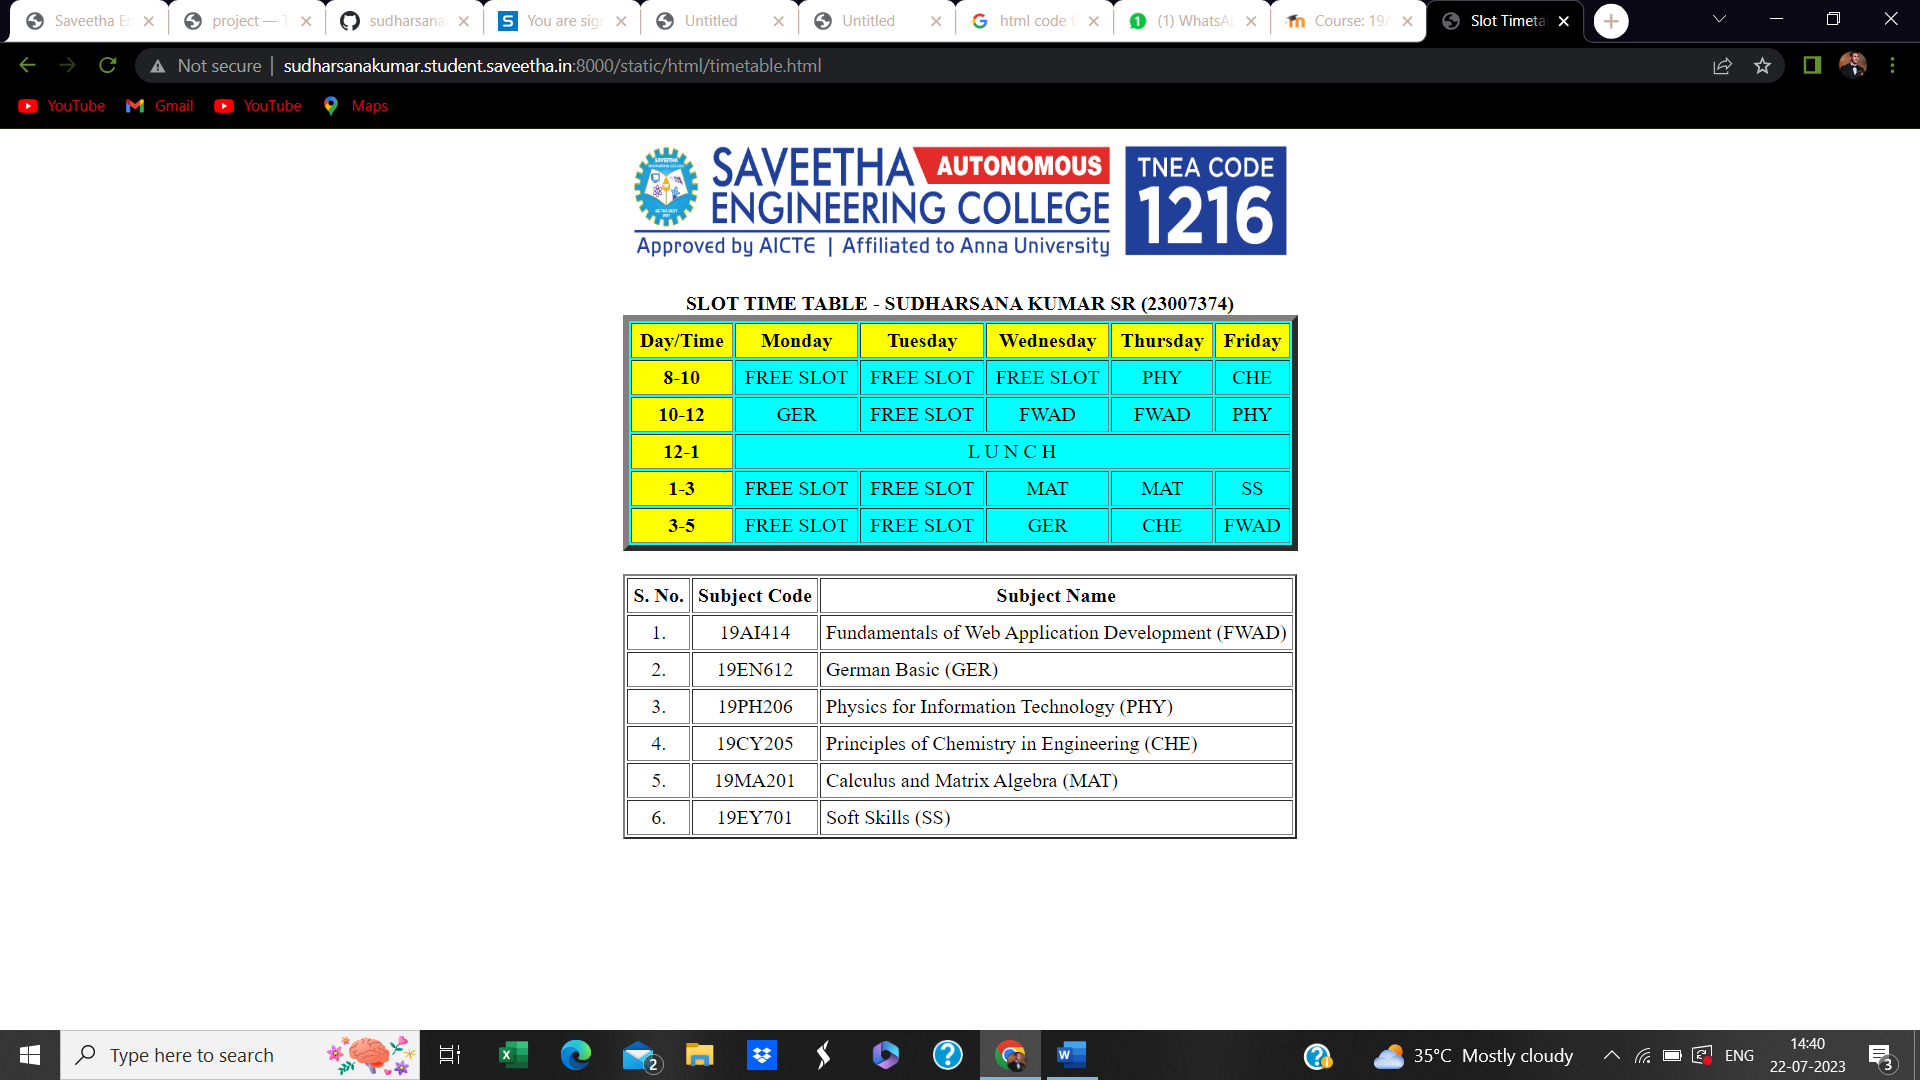 Saveetha E
project — T
sudharsana
You are sig
Untitled
Untitled
html code f
(1) WhatsA
Course: 19A
Slot Timeta
Not secure | sudharsanakumar.student.saveetha.in:8000/static/html/timetable.html
YouTube Gmail YouTube Maps
SAVEETHA AUTONOMOUS
ENGINEERING COLLEGE
Approved by AICTE | Affiliated to Anna University
TNEA CODE
1216
SLOT TIME TABLE - SUDHARSANA KUMAR SR (23007374)
Day/Time Monday Tuesday Wednesday Thursday Friday
8-10 FREE SLOT FREE SLOT FREE SLOT PHY CHE
10-12 GER FREE SLOT FWAD FWAD PHY
12-1 L U N C H
1-3 FREE SLOT FREE SLOT MAT MAT SS
3-5 FREE SLOT FREE SLOT GER CHE FWAD
S. No. Subject Code Subject Name
1. 19AI414 Fundamentals of Web Application Development (FWAD)
2. 19EN612 German Basic (GER)
3. 19PH206 Physics for Information Technology (PHY)
4. 19CY205 Principles of Chemistry in Engineering (CHE)
5. 19MA201 Calculus and Matrix Algebra (MAT)
6. 19EY701 Soft Skills (SS)
Type here to search
2
35°C Mostly cloudy
ENG
14:40
22-07-2023
3